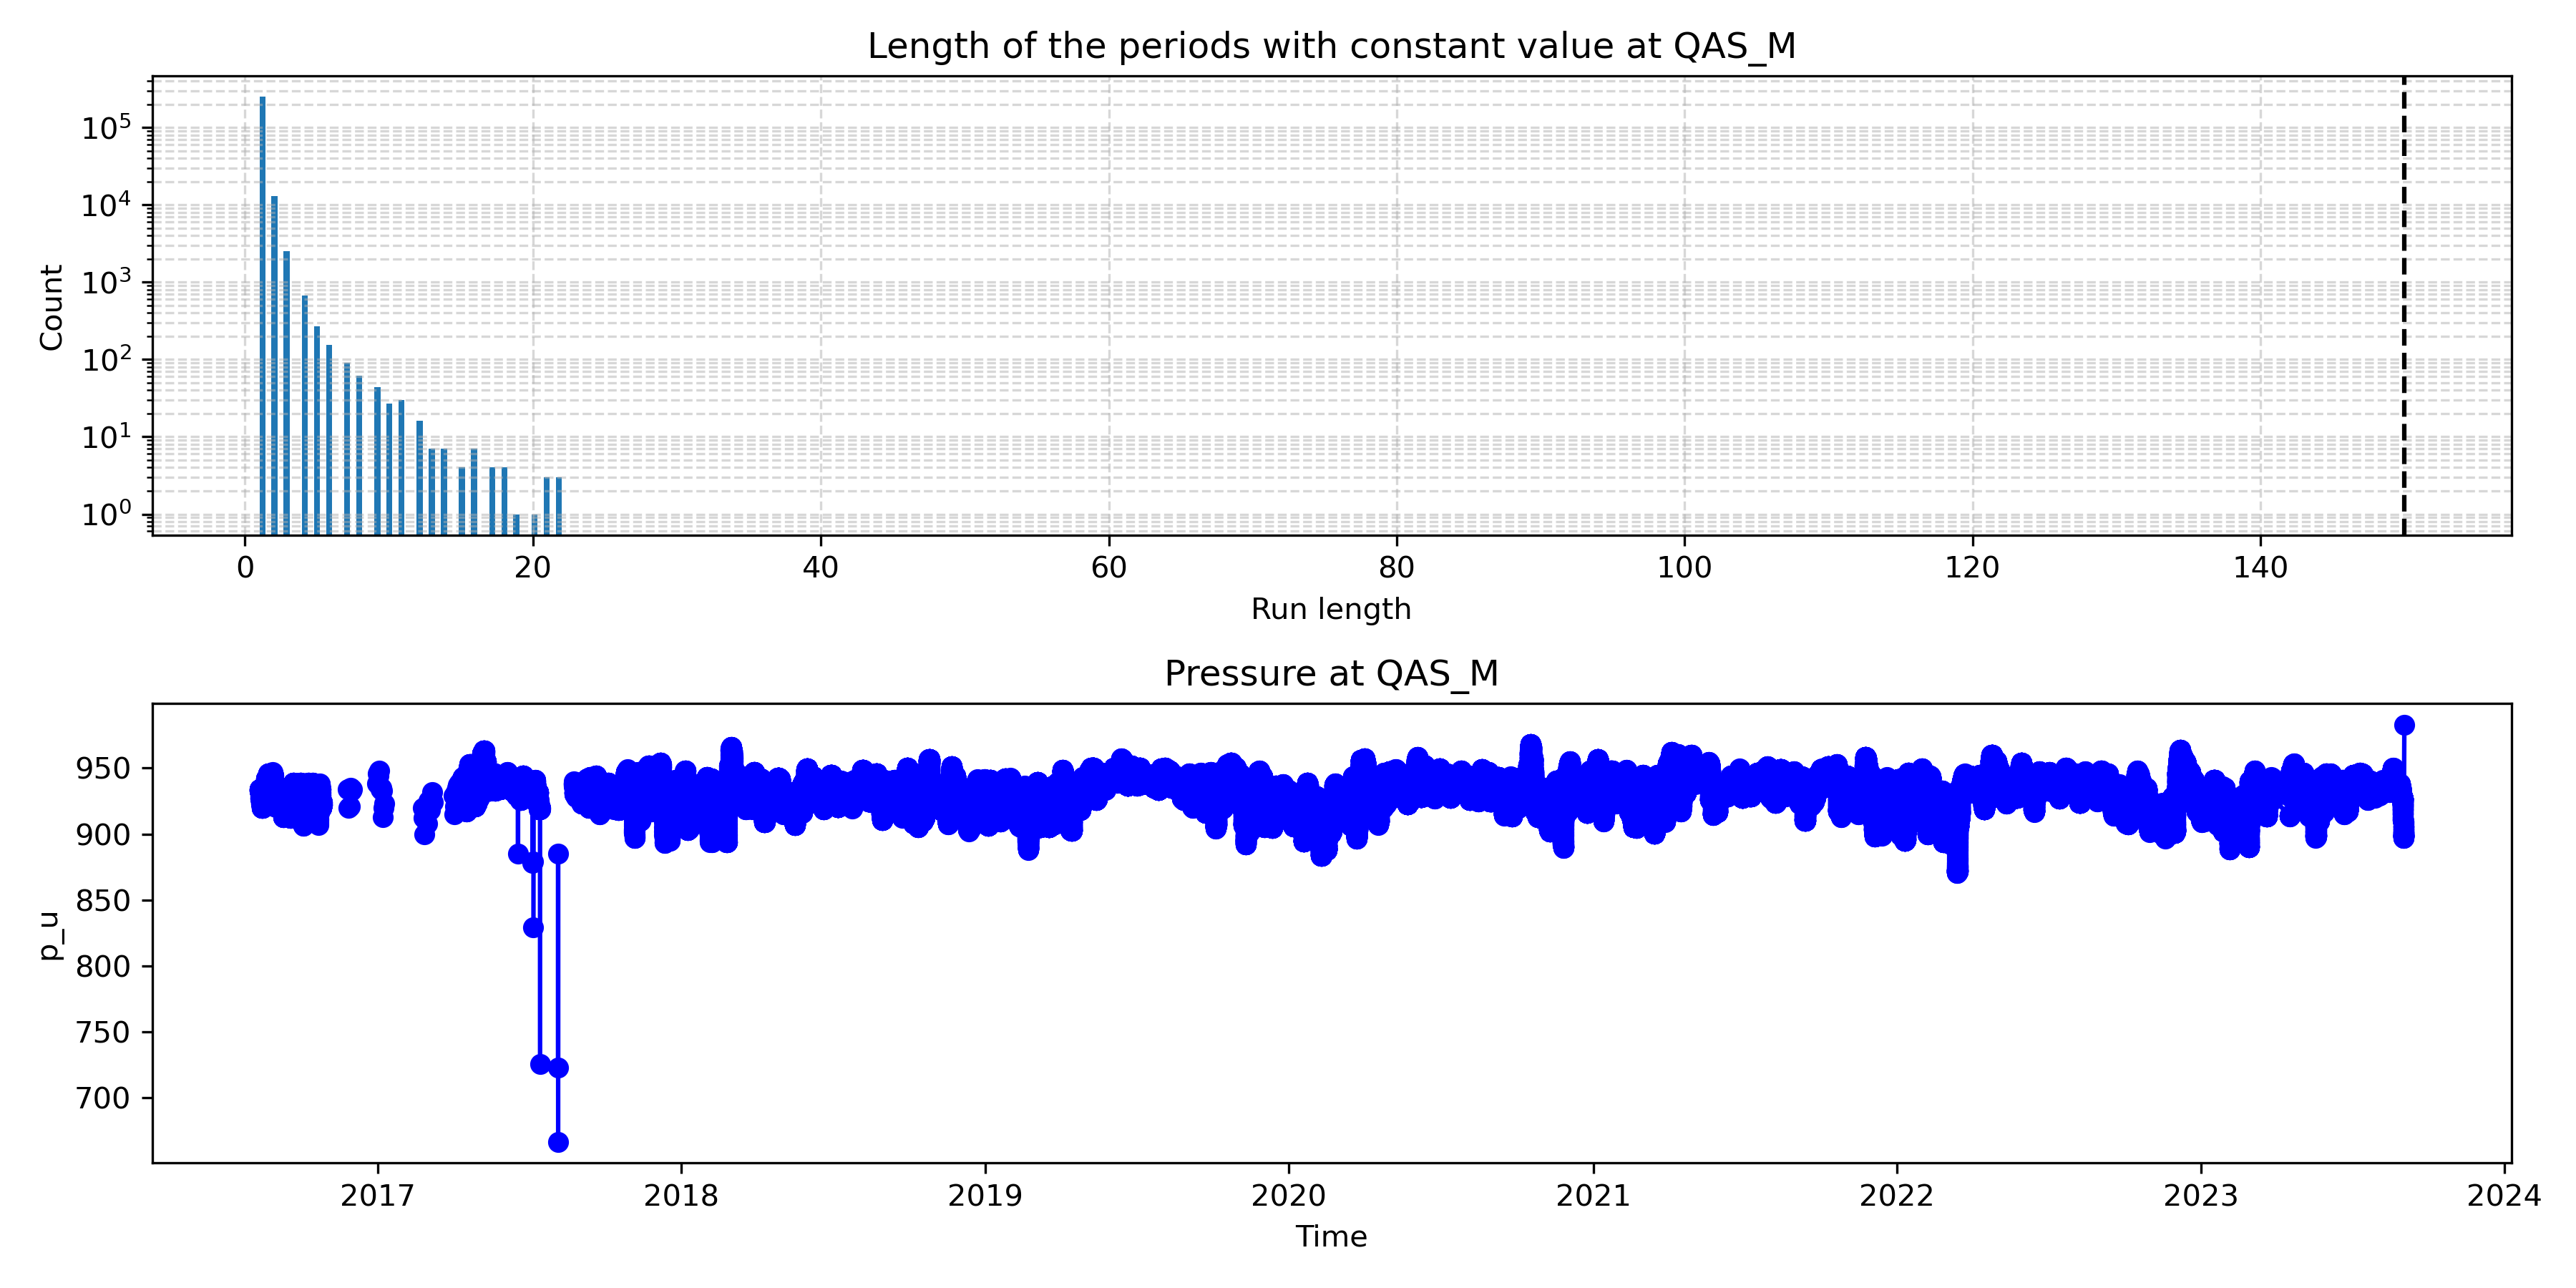 Length of the periods with constant value at QAS_M
10^5
10^4
10^3
10^2
10^1
10^0
Count
0 20 40 60 80 100 120 140
Run length
Pressure at QAS_M
950
900
850
800
750
700
p_u
2017 2018 2019 2020 2021 2022 2023 2024
Time